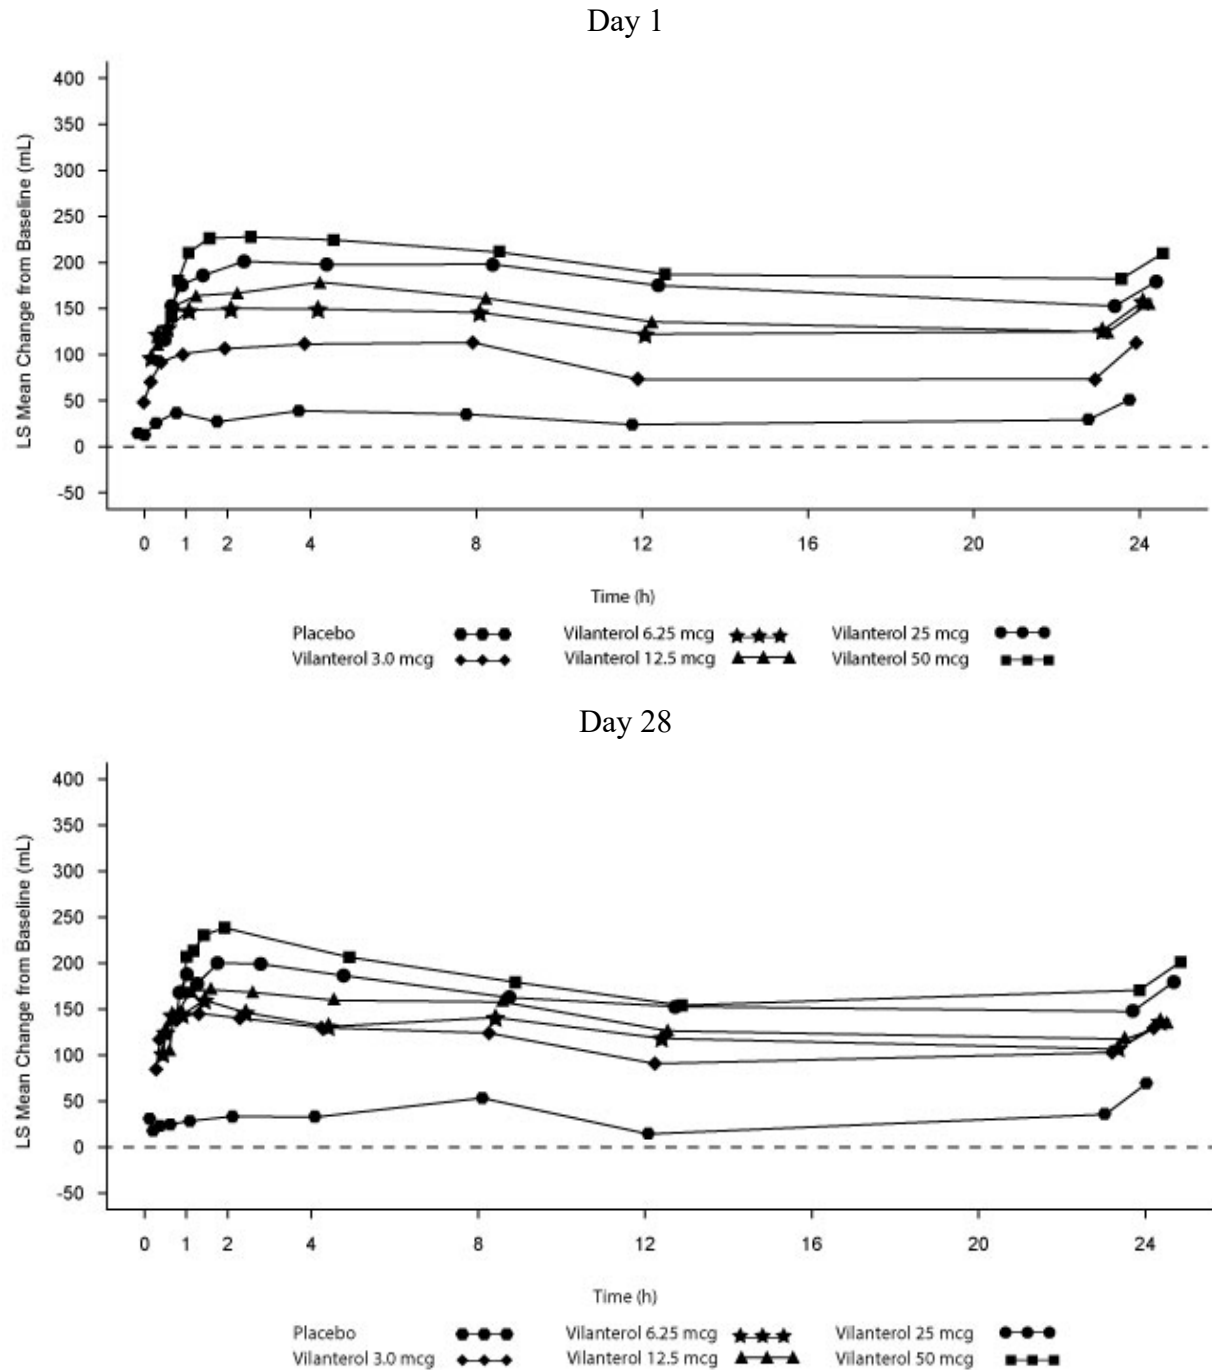 Day 1
LS Mean Change from Baseline (mL)
400
350
300
250
200
150
100
50
0
-50
0 1 2 4 8 12 16 20 24
Time (h)
Placebo Vilanterol 6.25 mcg Vilanterol 25 mcg
Vilanterol 3.0 mcg Vilanterol 12.5 mcg Vilanterol 50 mcg
Day 28
LS Mean Change from Baseline (mL)
400
350
300
250
200
150
100
50
0
-50
0 1 2 4 8 12 16 20 24
Time (h)
Placebo Vilanterol 6.25 mcg Vilanterol 25 mcg
Vilanterol 3.0 mcg Vilanterol 12.5 mcg Vilanterol 50 mcg